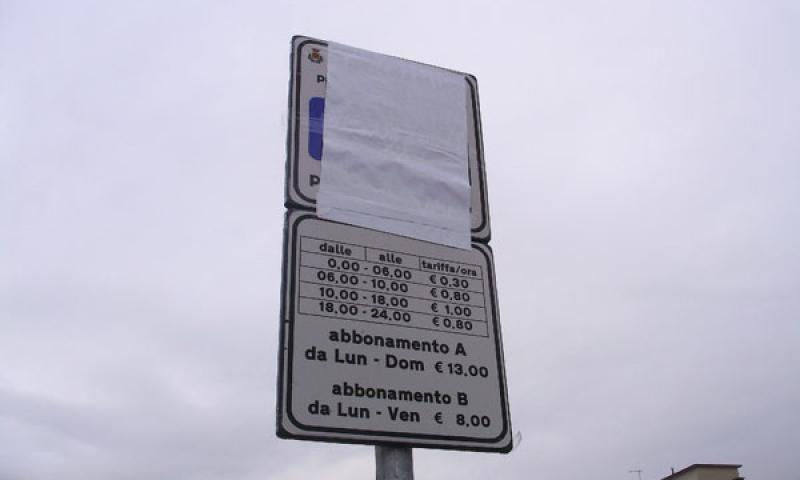 dalle alle tariffa/ora
0,00 - 06,00 € 0,30
06,00 - 10,00 € 0,80
10,00 - 18,00 € 1,00
18,00 - 24,00 € 0,80
abbonamento A
da Lun - Dom € 13,00
abbonamento B
da Lun - Ven € 8,00